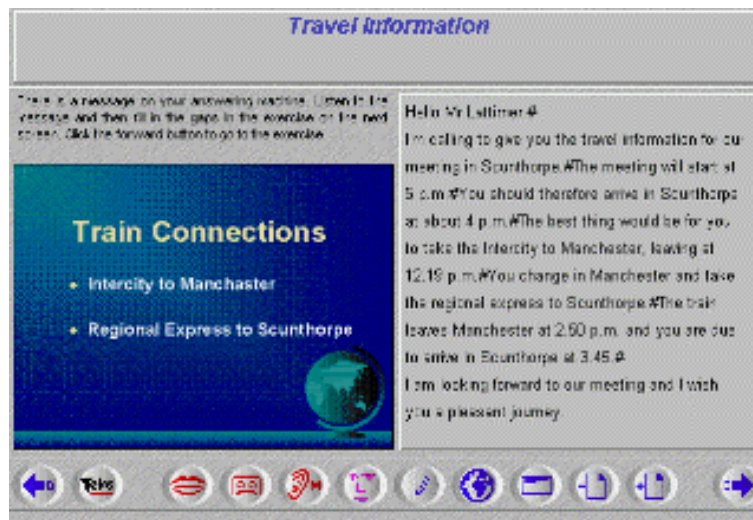 Travel Information
There is a message on your answering machine. Listen to the
message and then fill in the gaps in the exercise on the next
screen. Click the forward button to go to the exercise
Train Connections
Intercity to Manchaster
Regional Express to Scunthorpe
Hello Mr Lattimer.#
I'm calling to give you the travel information for our
meeting in Scunthorpe.#The meeting will start at
5 p.m.#You should therefore arrive in Scunthorpe
at about 4 p.m.#The best thing would be for you
to take the Intercity to Manchester, leaving at
12.19 p.m.#You change in Manchester and take
the regional express to Scunthorpe.#The train
leaves Manchester at 2.50 p.m. and you are due
to arrive in Scunthorpe at 3.45.#
I am looking forward to our meeting and I wish
you a pleasant journey.
Teks